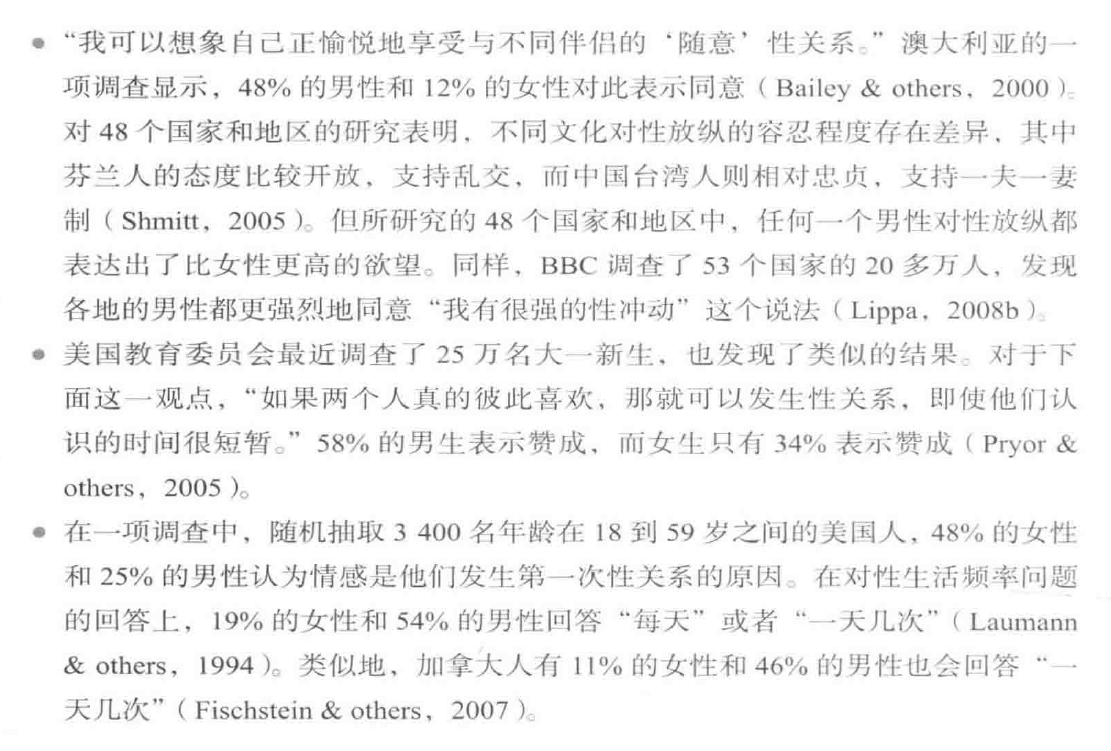 • “我可以想象自己正愉悦地享受与不同伴侣的‘随意’性关系。”澳大利亚的一
项调查显示，48% 的男性和 12% 的女性对此表示同意（Bailey & others，2000）。
对 48 个国家和地区的研究表明，不同文化对性放纵的容忍程度存在差异，其中
芬兰人的态度比较开放，支持乱交，而中国台湾人则相对忠贞，支持一夫一妻
制（Shmitt，2005）。但所研究的 48 个国家和地区中，任何一个男性对性放纵都
表达出了比女性更高的欲望。同样，BBC 调查了 53 个国家的 20 多万人，发现
各地的男性都更强烈地同意“我有很强的性冲动”这个说法（Lippa，2008b）。
• 美国教育委员会最近调查了 25 万名大一新生，也发现了类似的结果。对于下
面这一观点，“如果两个人真的彼此喜欢，那就可以发生性关系，即使他们认
识的时间很短暂。”58% 的男生表示赞成，而女生只有 34% 表示赞成（Pryor &
others，2005）。
• 在一项调查中，随机抽取 3 400 名年龄在 18 到 59 岁之间的美国人，48% 的女性
和 25% 的男性认为情感是他们发生第一次性关系的原因。在对性生活频率问题
的回答上，19% 的女性和 54% 的男性回答“每天”或者“一天几次”（Laumann
& others，1994）。类似地，加拿大人有 11% 的女性和 46% 的男性也会回答“一
天几次”（Fischstein & others，2007）。